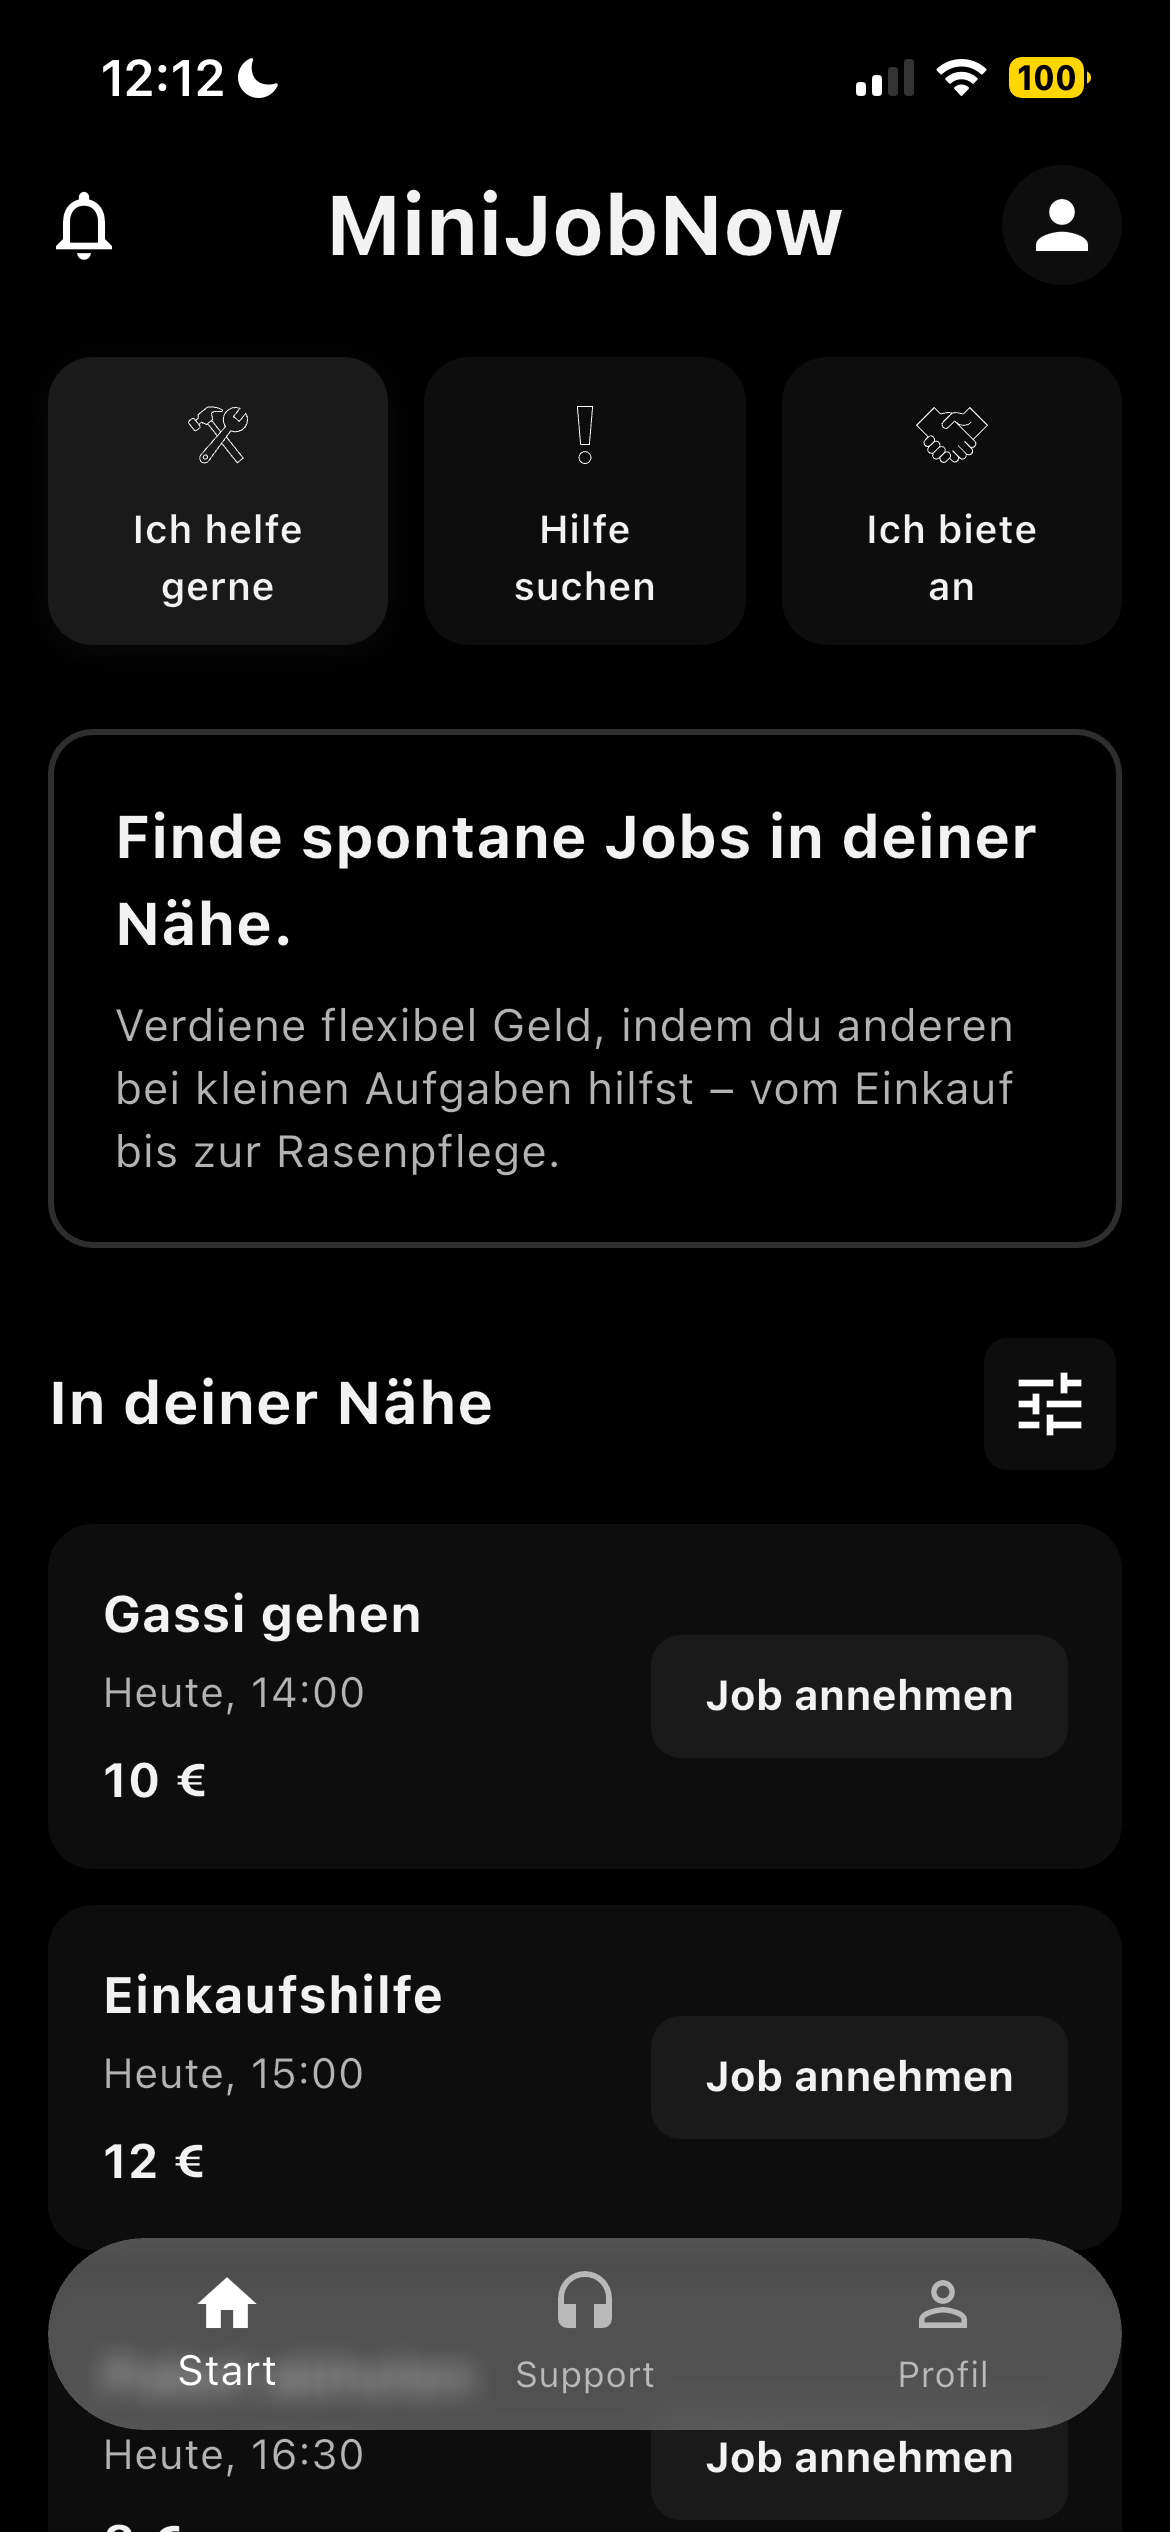 12:12
100
MiniJobNow
Ich helfe
gerne
Hilfe
suchen
Ich biete
an
Finde spontane Jobs in deiner
Nähe.
Verdiene flexibel Geld, indem du anderen
bei kleinen Aufgaben hilfst – vom Einkauf
bis zur Rasenpflege.
In deiner Nähe
Gassi gehen
Heute, 14:00
Job annehmen
10 €
Einkaufshilfe
Heute, 15:00
Job annehmen
12 €
Start
Support
Profil
Heute, 16:30
Job annehmen